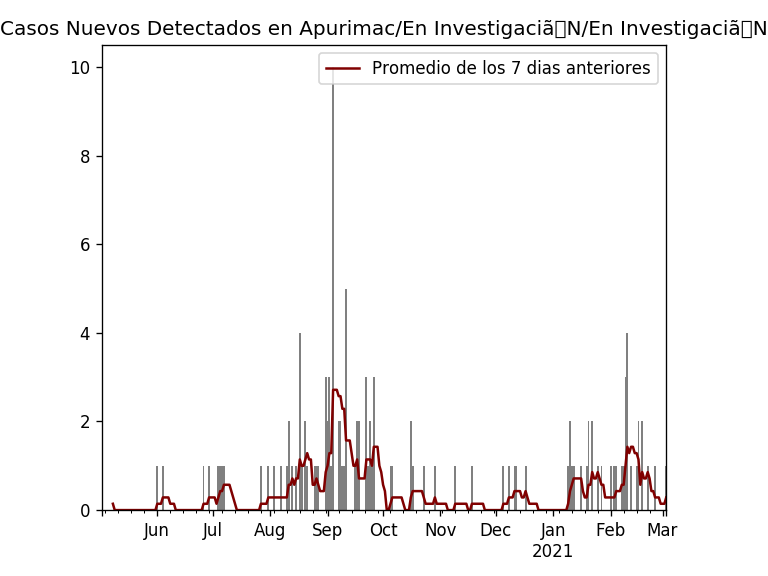 Casos Nuevos Detectados en Apurimac/En Investigaciã▯N/En Investigaciã▯N
Promedio de los 7 dias anteriores
10
8
6
4
2
0
Jun Jul Aug Sep Oct Nov Dec Jan Feb Mar
2021